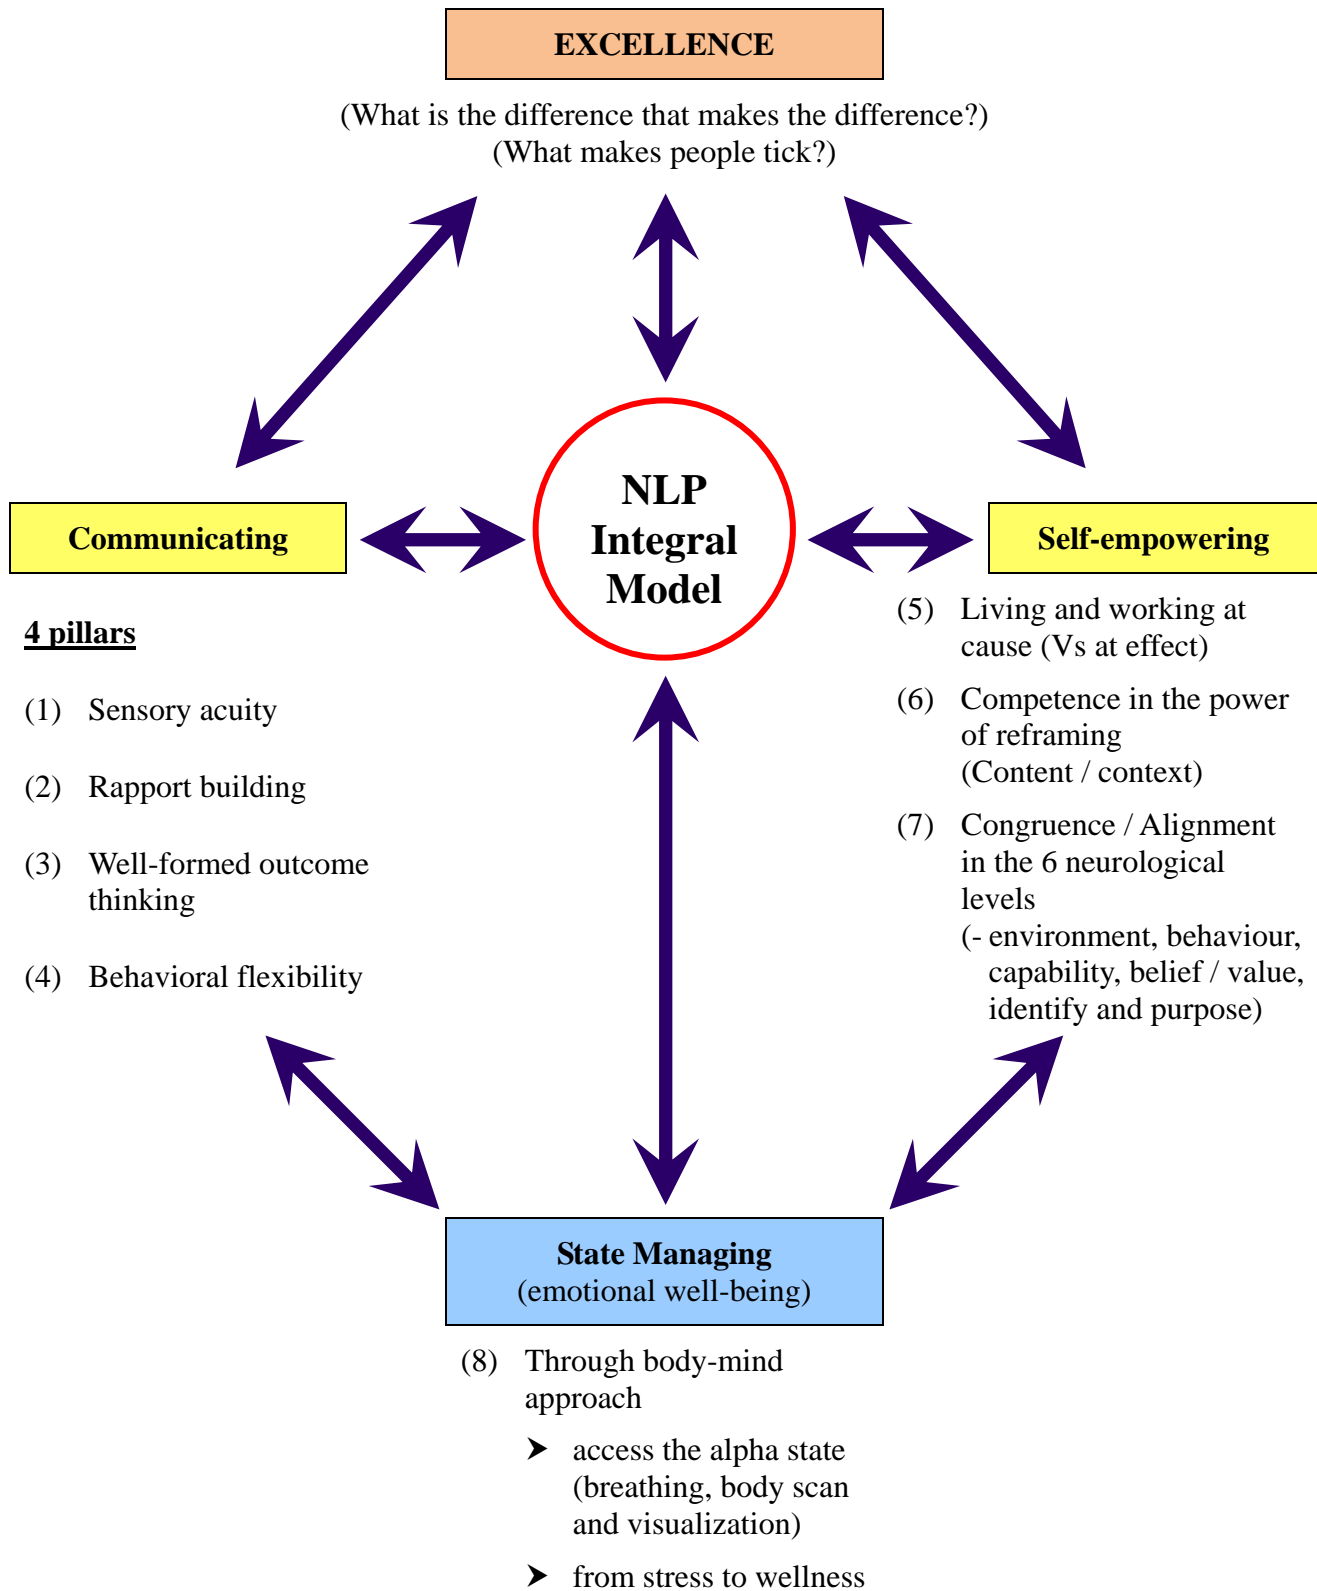 EXCELLENCE
(What is the difference that makes the difference?)
(What makes people tick?)
NLP
Integral
Model
Communicating
4 pillars
(1) Sensory acuity
(2) Rapport building
(3) Well-formed outcome
thinking
(4) Behavioral flexibility
Self-empowering
(5) Living and working at
cause (Vs at effect)
(6) Competence in the power
of reframing
(Content / context)
(7) Congruence / Alignment
in the 6 neurological
levels
(- environment, behaviour,
capability, belief / value,
identify and purpose)
State Managing
(emotional well-being)
(8) Through body-mind
approach
➤ access the alpha state
(breathing, body scan
and visualization)
➤ from stress to wellness